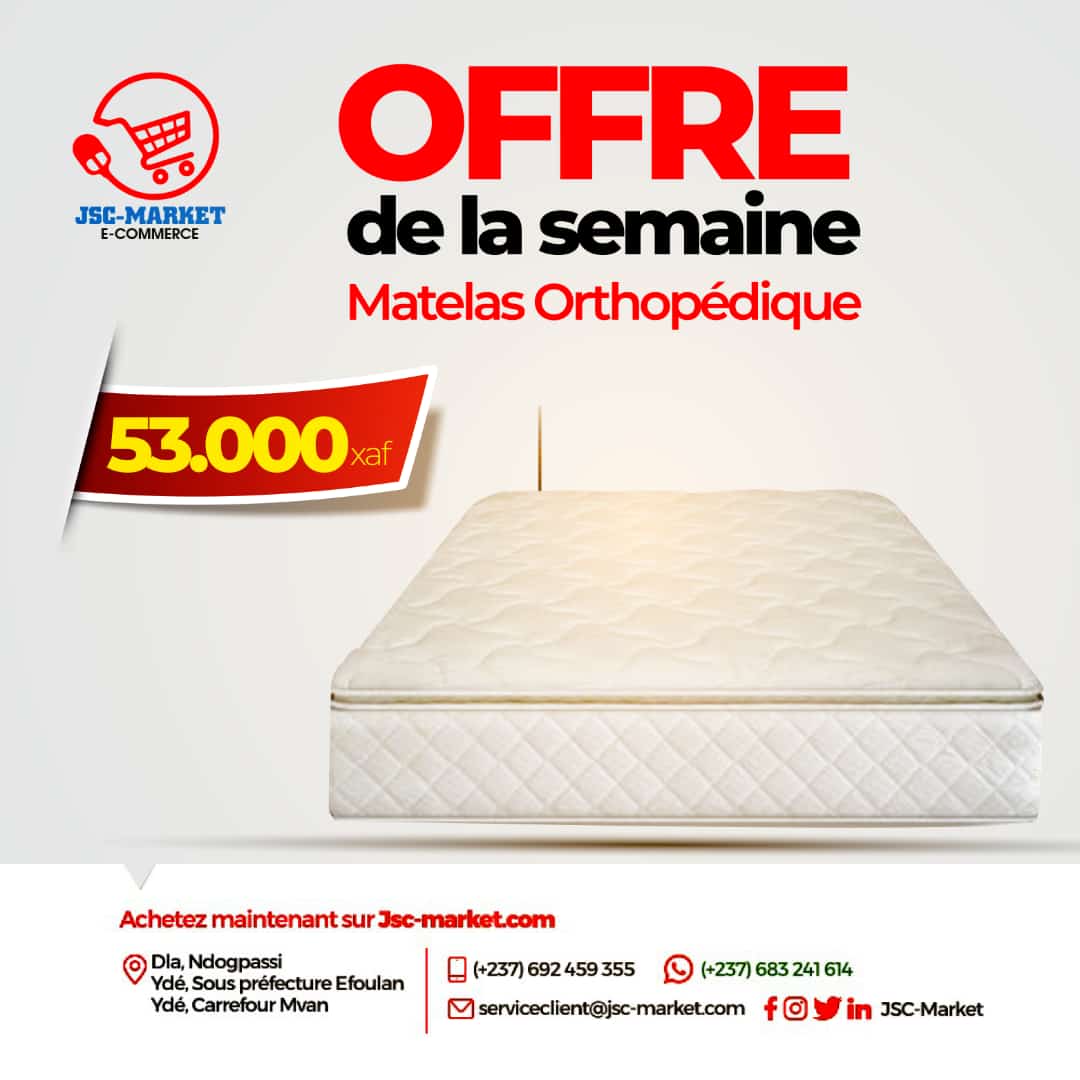 JSC-MARKET
E-COMMERCE
OFFRE
de la semaine
Matelas Orthopédique
53.000 xaf
Achetez maintenant sur Jsc-market.com
Dla, Ndogpassi
Ydé, Sous préfecture Efoulan
Ydé, Carrefour Mvan
(+237) 692 459 355
(+237) 683 241 614
serviceclient@jsc-market.com
JSC-Market